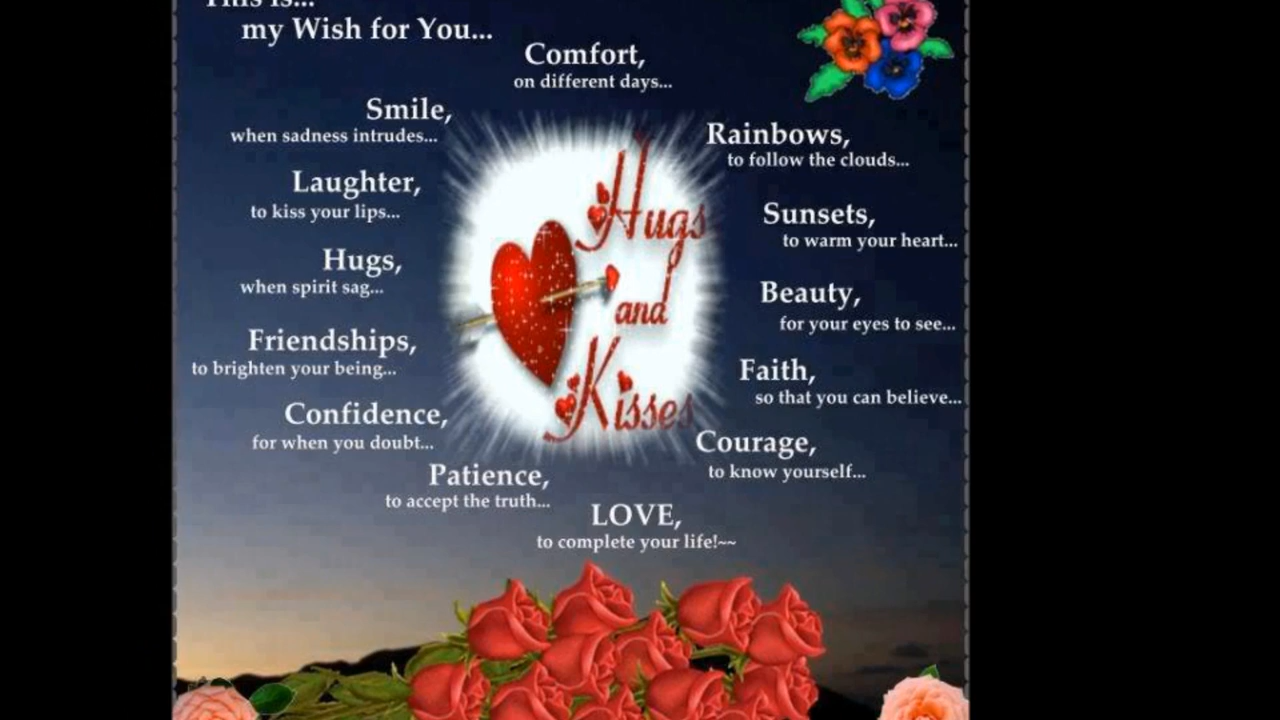 This is...
my Wish for You...
Comfort,
on different days...
Smile,
when sadness intrudes...
Laughter,
to kiss your lips...
Hugs,
when spirit sag...
Friendships,
to brighten your being...
Confidence,
for when you doubt...
Patience,
to accept the truth...
Hugs
and
Kisses
Rainbows,
to follow the clouds...
Sunsets,
to warm your heart...
Beauty,
for your eyes to see...
Faith,
so that you can believe...
Courage,
to know yourself...
LOVE,
to complete your life!~~